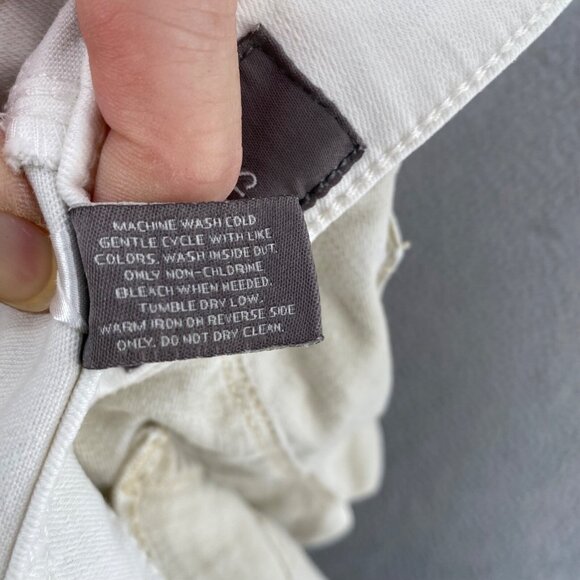 MACHINE WASH COLD
GENTLE CYCLE WITH LIKE
COLORS. WASH INSIDE OUT.
ONLY NON-CHLORINE
BLEACH WHEN NEEDED.
TUMBLE DRY LOW.
WARM IRON ON REVERSE SIDE
ONLY. DO NOT DRY CLEAN.